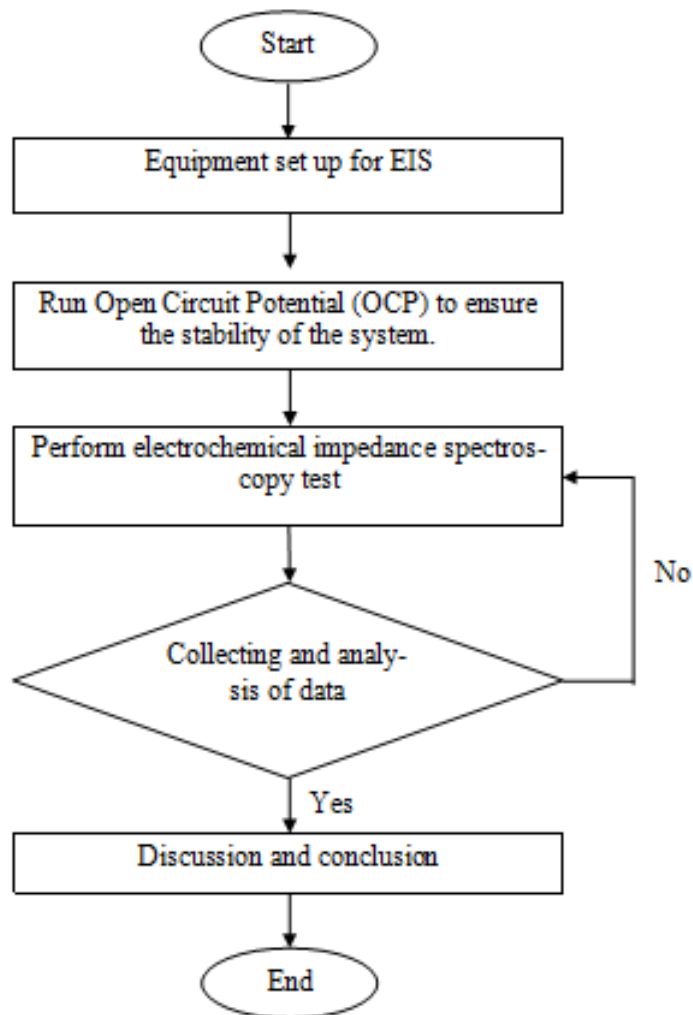 Start
Equipment set up for EIS
Run Open Circuit Potential (OCP) to ensure
the stability of the system.
Perform electrochemical impedance spectros-
copy test
No
Collecting and analy-
sis of data
Yes
Discussion and conclusion
End